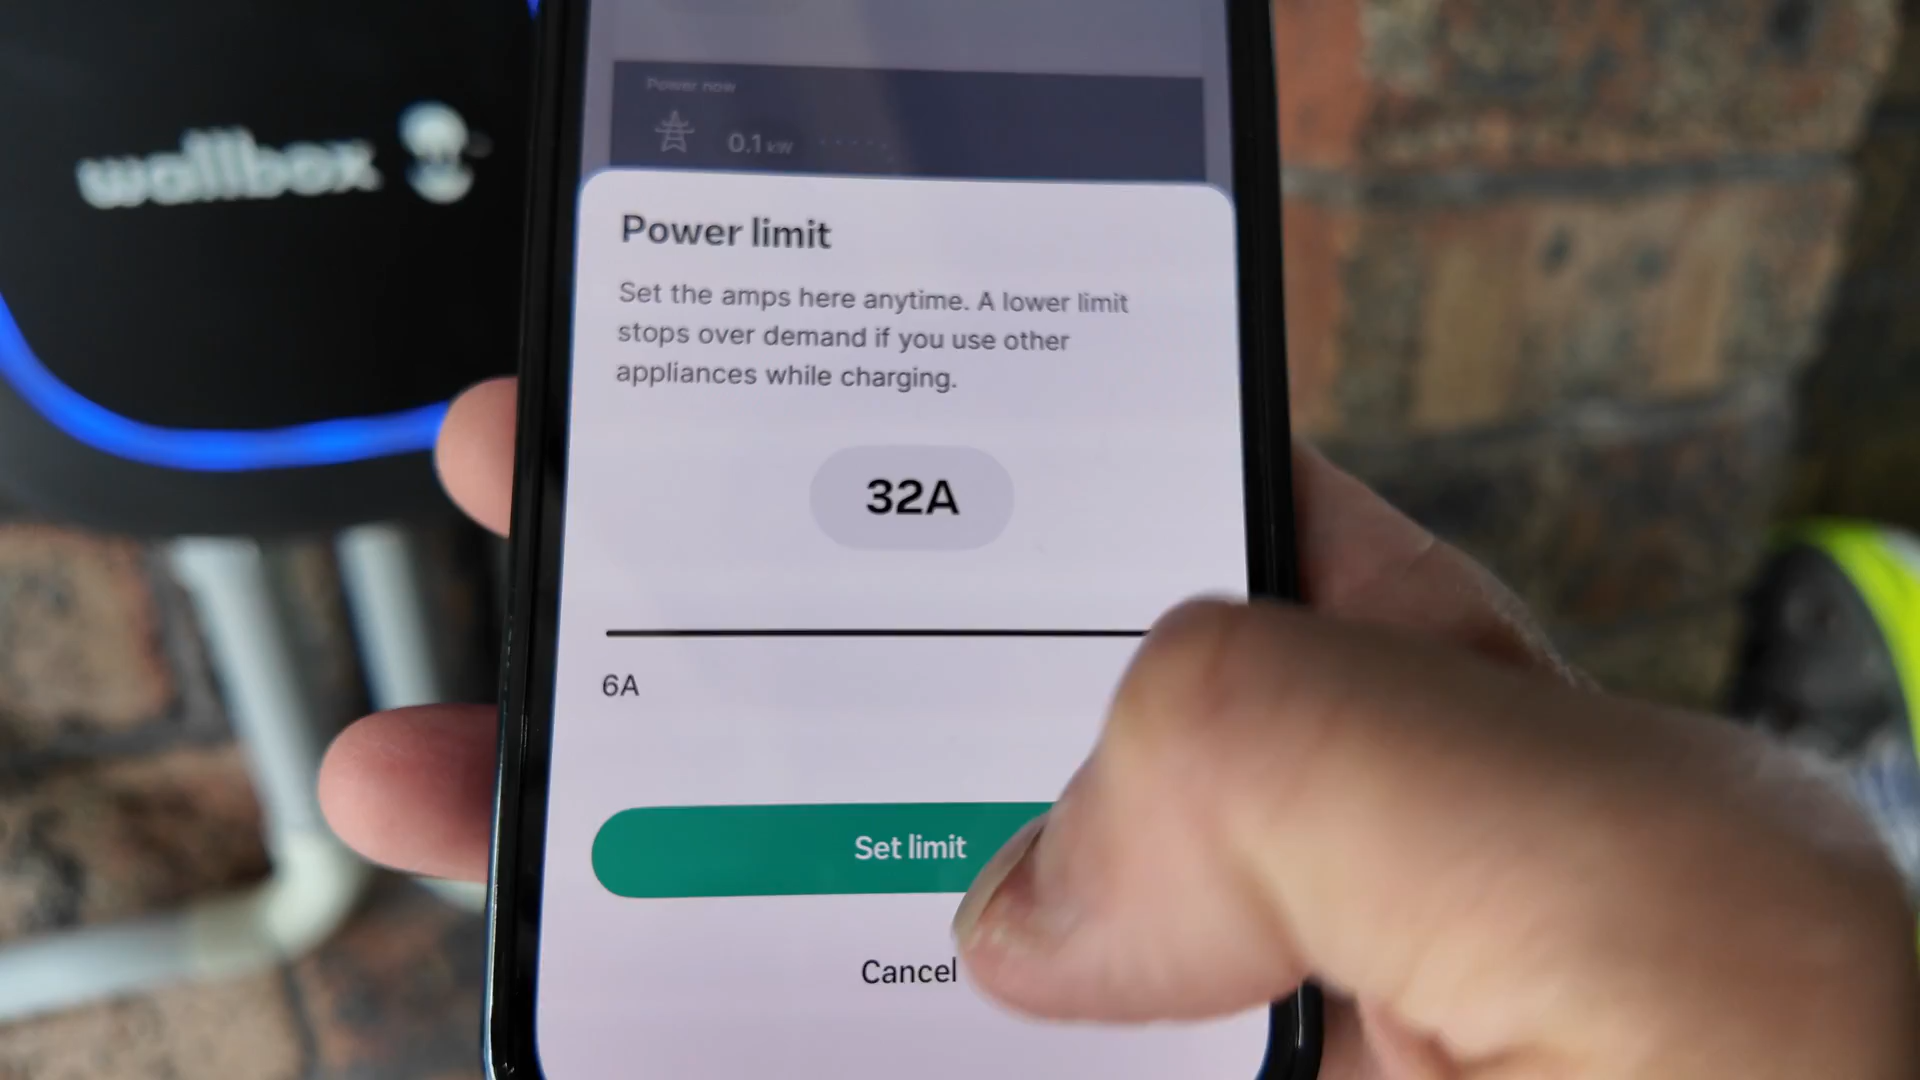 wallbox
Power now
0.1 kW
Power limit
Set the amps here anytime. A lower limit
stops over demand if you use other
appliances while charging.
32A
6A
Set limit
Cancel